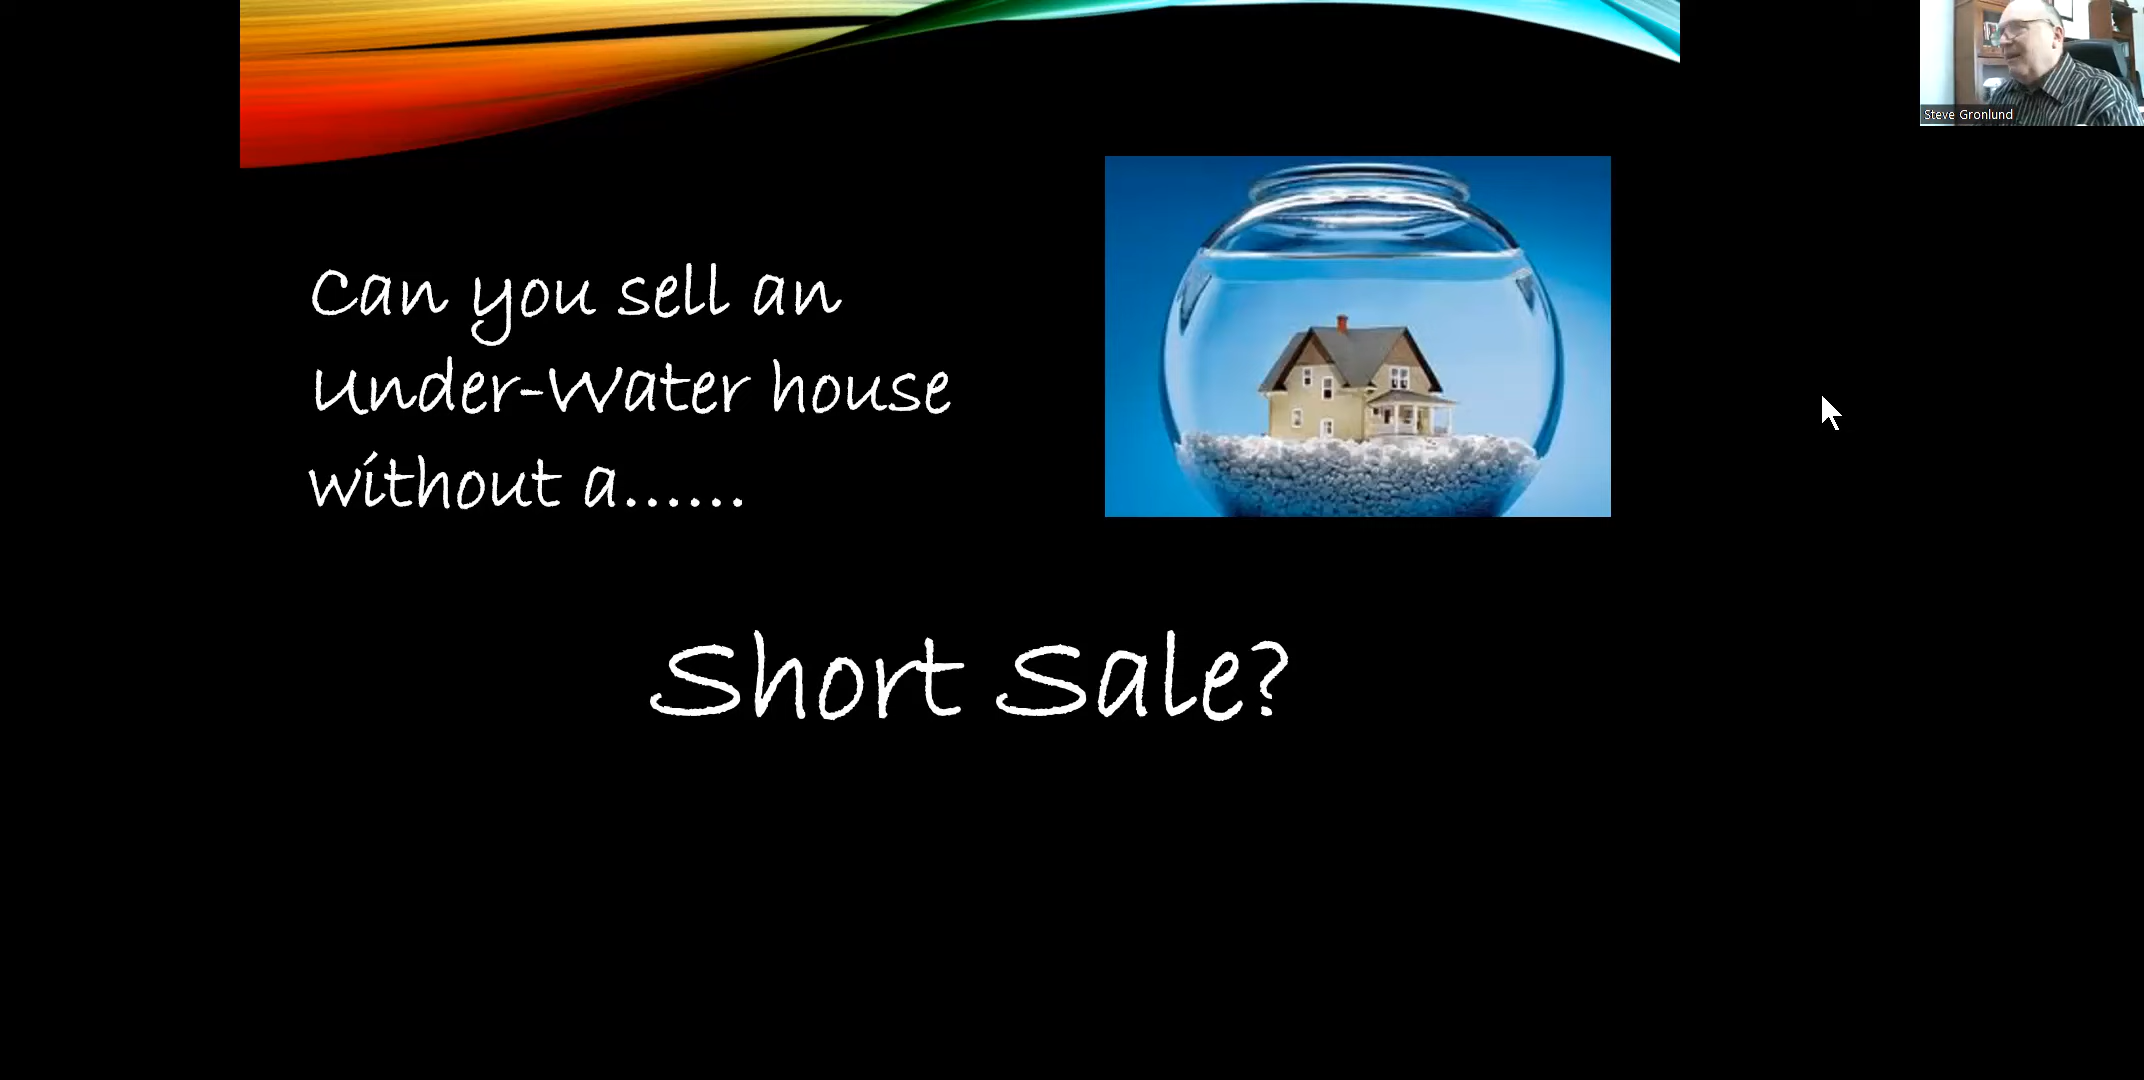 Steve Gronlund
Can you sell an
Under-Water house
without a......
Short Sale?